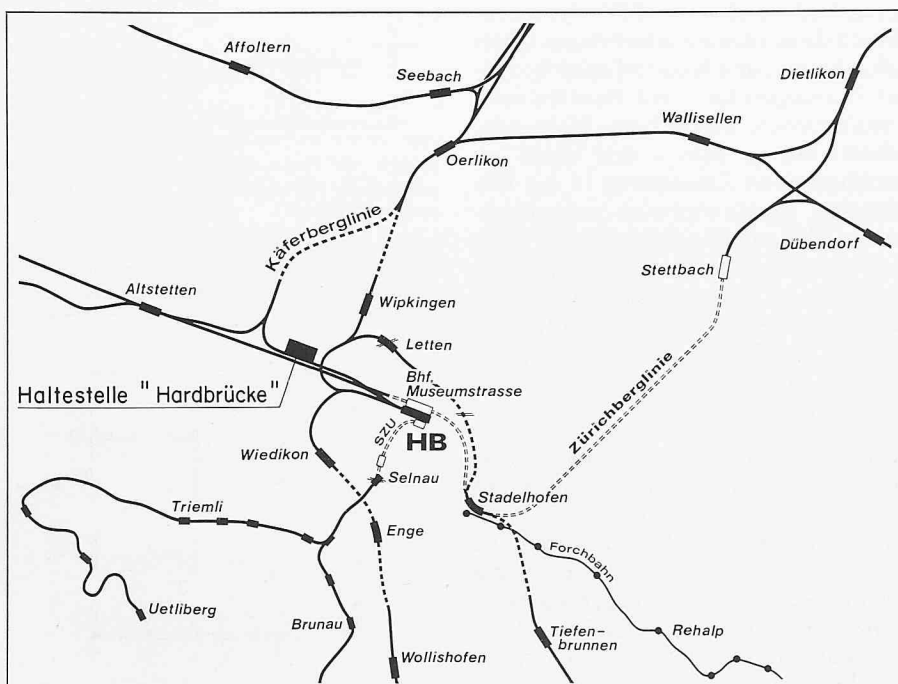 Affoltern
Seebach
Dietlikon
Wallisellen
Oerlikon
Käferberglinie
Dübendorf
Stettbach
Altstetten
Wipkingen
Letten
Bhf.
Museumstrasse
Haltestelle "Hardbrücke"
Zürichberglinie
SZU
HB
Wiedikon
Selnau
Stadelhofen
Triemli
Enge
Forchbahn
Uetliberg
Brunau
Rehalp
Tiefen-
brunnen
Wollishofen